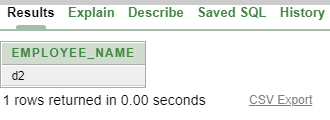 Results Explain Describe Saved SQL History
EMPLOYEE_NAME
d2
1 rows returned in 0.00 seconds CSV Export